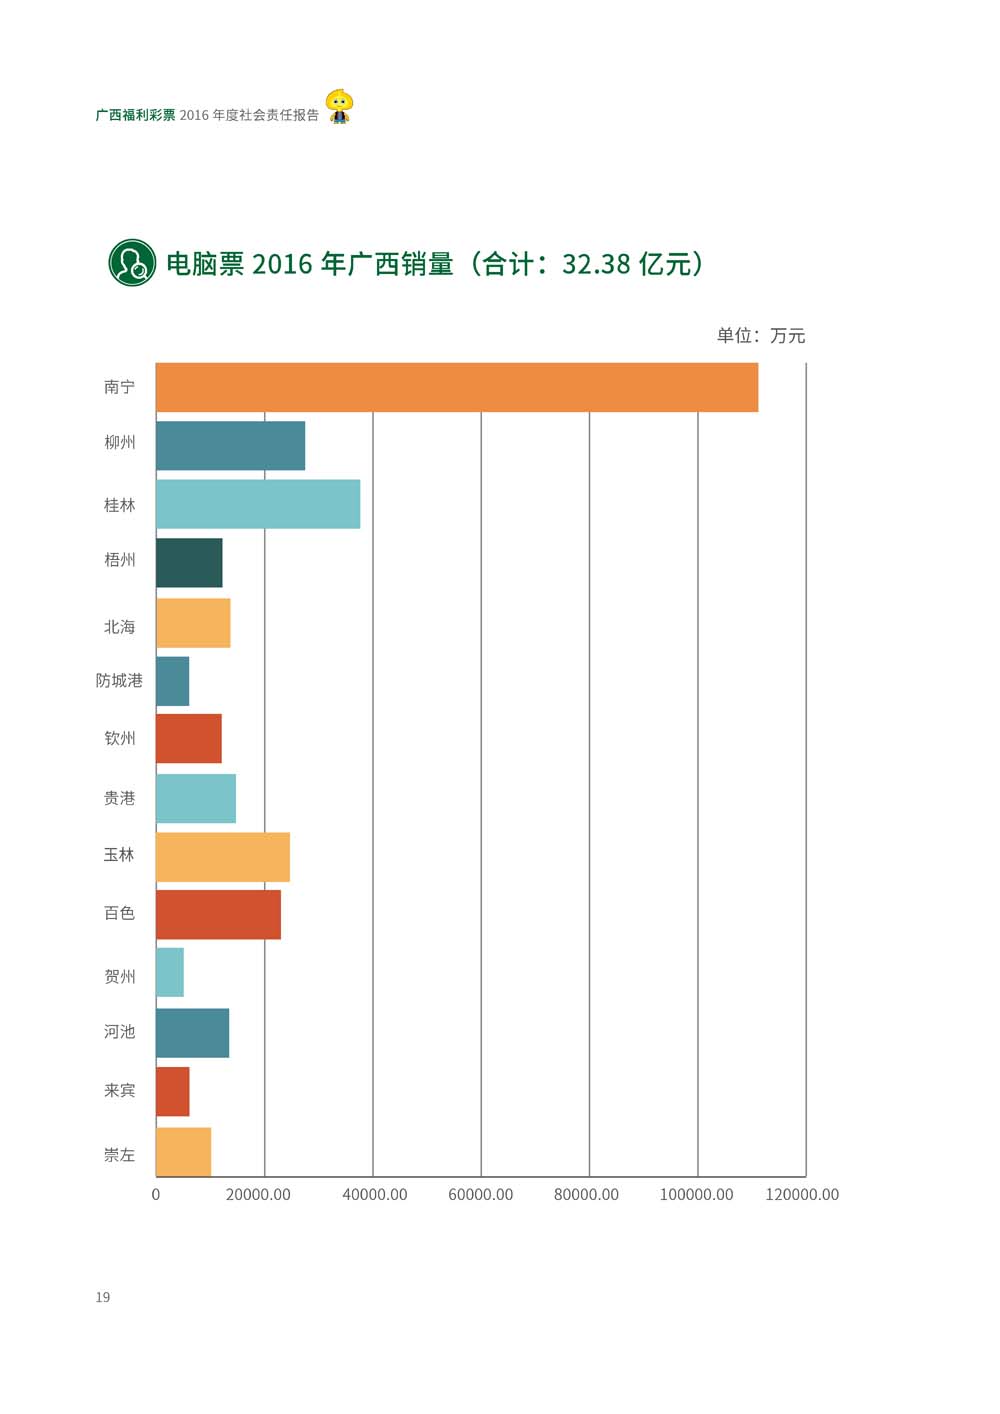 广西福利彩票 2016 年度社会责任报告
电脑票 2016 年广西销量（合计：32.38 亿元）
单位：万元
南宁
柳州
桂林
梧州
北海
防城港
钦州
贵港
玉林
百色
贺州
河池
来宾
崇左
0 20000.00 40000.00 60000.00 80000.00 100000.00 120000.00
19